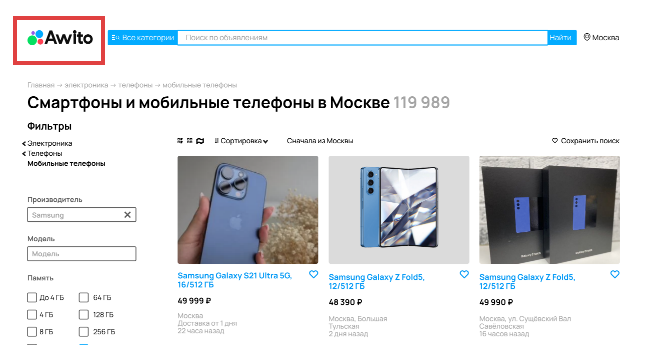 Awito
Все категории
Поиск по объявлениям
Найти
Москва
Главная → электроника → телефоны → мобильные телефоны
Смартфоны и мобильные телефоны в Москве 119 989
Фильтры
Электроника
Телефоны
Мобильные телефоны
Сортировка
Сначала из Москвы
Сохранить поиск
Производитель
Samsung
Модель
Модель
Память
До 4 ГБ
64 ГБ
4 ГБ
128 ГБ
8 ГБ
256 ГБ
Samsung Galaxy S21 Ultra 5G,
16/512 ГБ
49 999 ₽
Москва
Доставка от 1 дня
22 часа назад
Samsung Galaxy Z Fold5,
12/512 ГБ
48 390 ₽
Москва, Большая
Тульская
2 дня назад
Samsung Galaxy Z Fold5,
12/512 ГБ
49 990 ₽
Москва, ул. Сущёвский Вал
Савёловская
16 часов назад